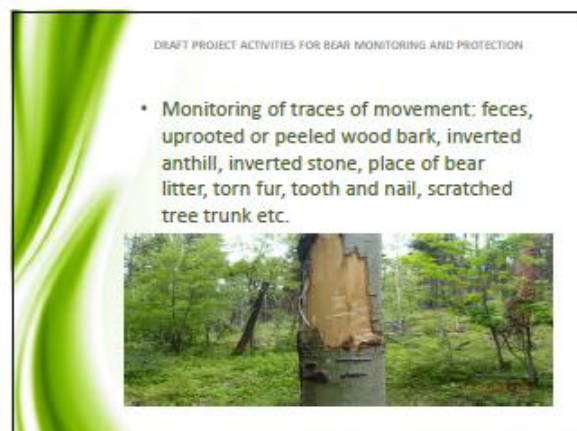 DRAFT PROJECT ACTIVITIES FOR BEAR MONITORING AND PROTECTION
• Monitoring of traces of movement: feces,
uprooted or peeled wood bark, inverted
anthill, inverted stone, place of bear
litter, torn fur, tooth and nail, scratched
tree trunk etc.